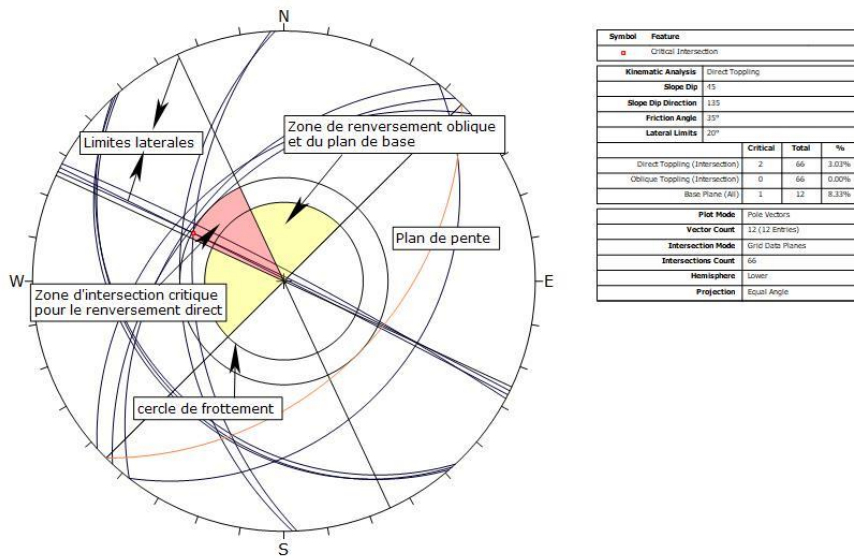 N
Limites laterales
Zone de renversement oblique
et du plan de base
Plan de pente
W
E
Zone d'intersection critique
pour le renversement direct
cercle de frottement
S
Symbol Feature
Critical Intersection
Kinematic Analysis Direct Toppling
Slope Dip 45
Slope Dip Direction 135
Friction Angle 35°
Lateral Limits 20°
Critical Total %
Direct Toppling (Intersection) 2 66 3.03%
Oblique Toppling (Intersection) 0 66 0.00%
Base Plane (All) 1 12 8.33%
Plot Mode Pole Vectors
Vector Count 12 (12 Entries)
Intersection Mode Grid Data Planes
Intersections Count 66
Hemisphere Lower
Projection Equal Angle